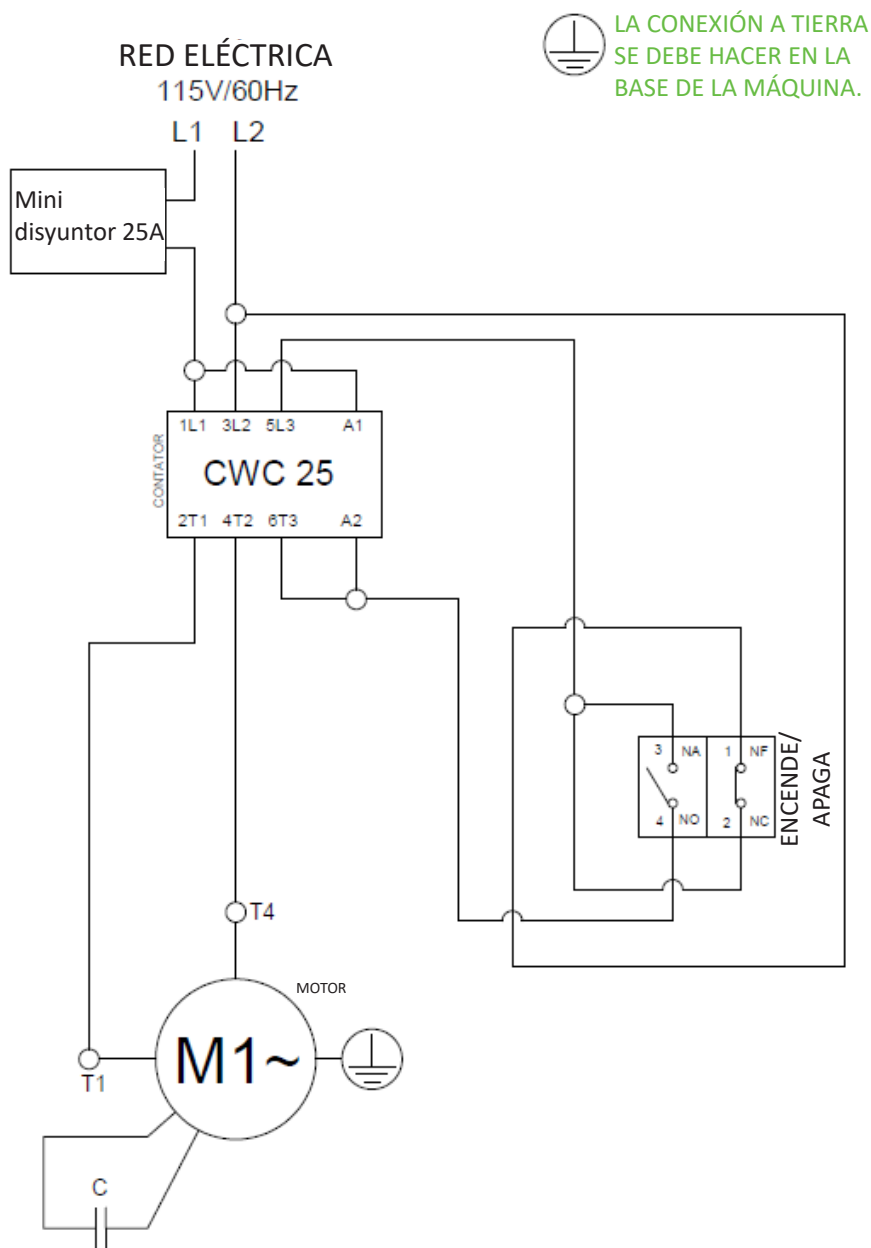 LA CONEXIÓN A TIERRA
SE DEBE HACER EN LA
BASE DE LA MÁQUINA.
RED ELÉCTRICA
115V/60Hz
L1 L2
Mini
disyuntor 25A
1L1 3L2 5L3 A1
CONTATOR
CWC 25
2T1 4T2 6T3 A2
3 NA 1 NF
4 NO 2 NC
ENCENDE/
APAGA
T4
MOTOR
M1~
T1
C